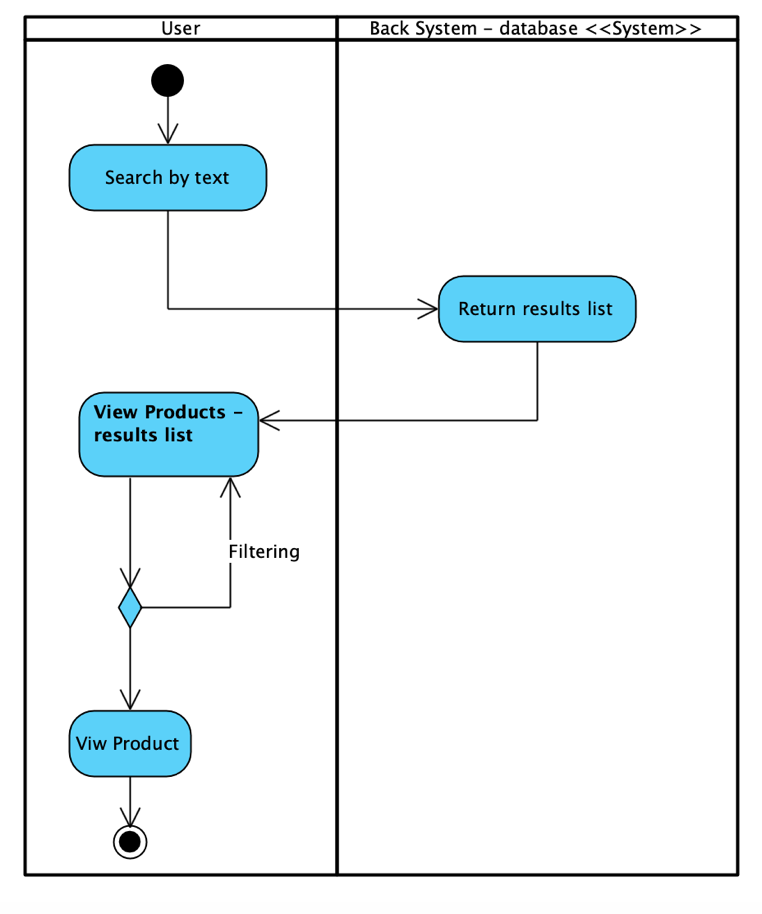 User
Back System - database <<System>>
Search by text
Return results list
View Products -
results list
Filtering
Viw Product